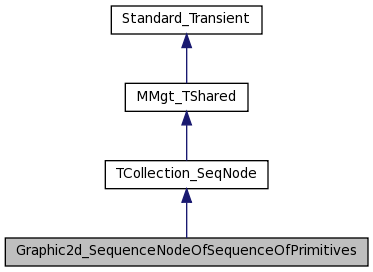 Standard_Transient
MMgt_TShared
TCollection_SeqNode
Graphic2d_SequenceNodeOfSequenceOfPrimitives